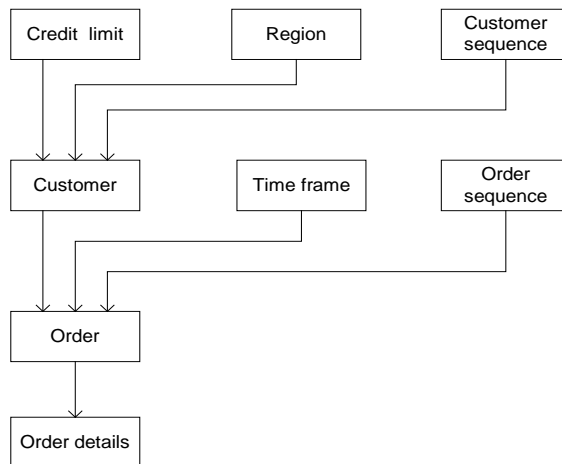 Credit limit
Region
Customer
sequence
Customer
Time frame
Order
sequence
Order
Order details